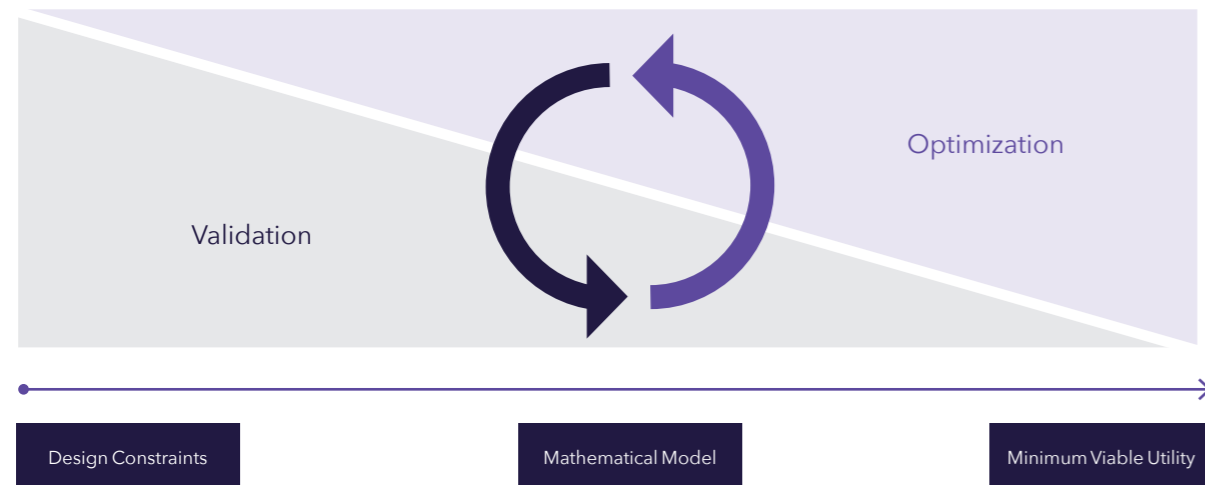 Optimization
Validation
Design Constraints
Mathematical Model
Minimum Viable Utility